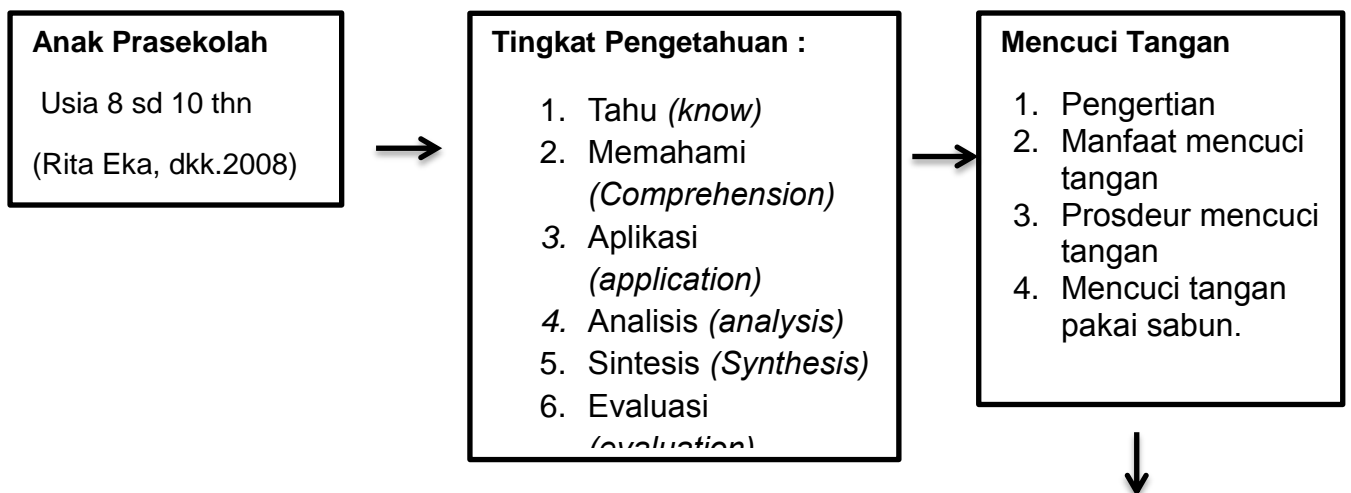 Anak Prasekolah
Usia 8 sd 10 thn
(Rita Eka, dkk.2008)
Tingkat Pengetahuan :
1. Tahu (know)
2. Memahami
(Comprehension)
3. Aplikasi
(application)
4. Analisis (analysis)
5. Sintesis (Synthesis)
6. Evaluasi
(evaluation)
Mencuci Tangan
1. Pengertian
2. Manfaat mencuci
tangan
3. Prosdeur mencuci
tangan
4. Mencuci tangan
pakai sabun.